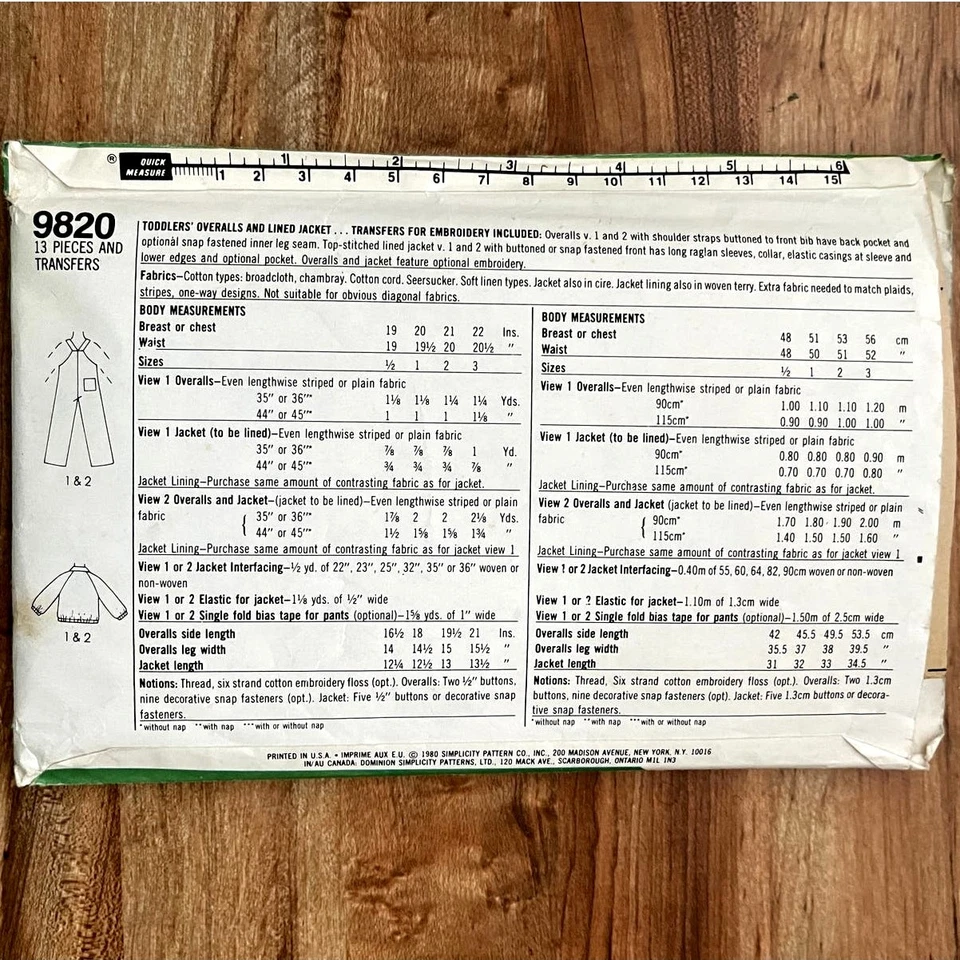 ® QUICK MEASURE 1 2 3 4 5 6
1 2 3 4 5 6 7 8 9 10 11 12 13 14 15
9820
13 PIECES AND
TRANSFERS
TODDLERS' OVERALLS AND LINED JACKET . . . TRANSFERS FOR EMBROIDERY INCLUDED: Overalls v. 1 and 2 with shoulder straps buttoned to front bib have back pocket and
optional snap fastened inner leg seam. Top-stitched lined jacket v. 1 and 2 with buttoned or snap fastened front has long raglan sleeves, collar, elastic casings at sleeve and
lower edges and optional pocket. Overalls and jacket feature optional embroidery.
Fabrics—Cotton types: broadcloth, chambray. Cotton cord. Seersucker. Soft linen types. Jacket also in cire. Jacket lining also in woven terry. Extra fabric needed to match plaids,
stripes, one-way designs. Not suitable for obvious diagonal fabrics.
BODY MEASUREMENTS
Breast or chest 19 20 21 22 Ins.
Waist 19 19½ 20 20½ "
Sizes ½ 1 2 3
View 1 Overalls—Even lengthwise striped or plain fabric
35" or 36"* 1⅛ 1⅛ 1¼ 1¼ Yds.
44" or 45"* 1 1 1 1⅛ "
View 1 Jacket (to be lined)—Even lengthwise striped or plain fabric
35" or 36"* ⅞ ⅞ ⅞ 1 Yd.
44" or 45"* ¾ ¾ ¾ ⅞ "
Jacket Lining—Purchase same amount of contrasting fabric as for jacket.
View 2 Overalls and Jacket—(jacket to be lined)—Even lengthwise striped or plain
fabric { 35" or 36"* 1⅞ 2 2 2⅛ Yds.
44" or 45"* 1½ 1⅝ 1⅝ 1¾ "
Jacket Lining—Purchase same amount of contrasting fabric as for jacket view 1
View 1 or 2 Jacket Interfacing—½ yd. of 22", 23", 25", 32", 35" or 36" woven or
non-woven
View 1 or 2 Elastic for jacket—1⅛ yds. of ½" wide
View 1 or 2 Single fold bias tape for pants (optional)—1⅝ yds. of 1" wide
Overalls side length 16½ 18 19½ 21 Ins.
Overalls leg width 14 14½ 15 15½ "
Jacket length 12¼ 12½ 13 13½ "
Notions: Thread, six strand cotton embroidery floss (opt.). Overalls: Two ½" buttons,
nine decorative snap fasteners (opt.). Jacket: Five ½" buttons or decorative snap
fasteners.
*without nap **with nap ***with or without nap
BODY MEASUREMENTS
Breast or chest 48 51 53 56 cm
Waist 48 50 51 52 "
Sizes ½ 1 2 3
View 1 Overalls—Even lengthwise striped or plain fabric
90cm* 1.00 1.10 1.10 1.20 m
115cm* 0.90 0.90 1.00 1.00 "
View 1 Jacket (to be lined)—Even lengthwise striped or plain fabric
90cm* 0.80 0.80 0.80 0.90 m
115cm* 0.70 0.70 0.70 0.80 "
Jacket Lining—Purchase same amount of contrasting fabric as for jacket.
View 2 Overalls and Jacket (jacket to be lined)—Even lengthwise striped or plain
fabric { 90cm* 1.70 1.80 1.90 2.00 m
115cm* 1.40 1.50 1.50 1.60 "
Jacket Lining—Purchase same amount of contrasting fabric as for jacket view 1
View 1 or 2 Jacket Interfacing—0.40m of 55, 60, 64, 82, 90cm woven or non-woven
View 1 or 2 Elastic for jacket—1.10m of 1.3cm wide
View 1 or 2 Single fold bias tape for pants (optional)—1.50m of 2.5cm wide
Overalls side length 42 45.5 49.5 53.5 cm
Overalls leg width 35.5 37 38 39.5 "
Jacket length 31 32 33 34.5 "
Notions: Thread, Six strand cotton embroidery floss (opt.). Overalls: Two 1.3cm
buttons, nine decorative snap fasteners (opt). Jacket: Five 1.3cm buttons or decora-
tive snap fasteners.
*without nap **with nap ***with or without nap
1 & 2
1 & 2
PRINTED IN U.S.A. • IMPRIME AUX E.U. © 1980 SIMPLICITY PATTERN CO., INC., 200 MADISON AVENUE, NEW YORK, N.Y. 10016
IN/AU CANADA: DOMINION SIMPLICITY PATTERNS, LTD., 120 MACK AVE., SCARBOROUGH, ONTARIO M1L 1N3